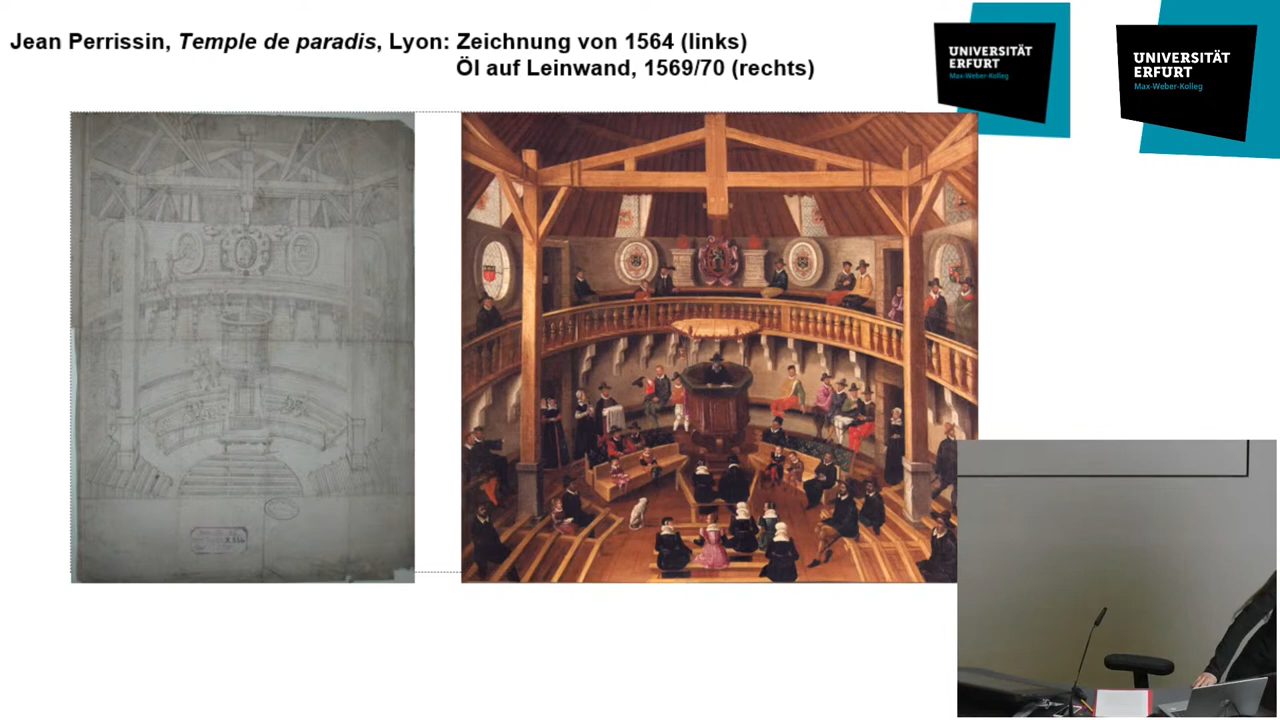 Jean Perrissin, Temple de paradis, Lyon: Zeichnung von 1564 (links)
Öl auf Leinwand, 1569/70 (rechts)
UNIVERSITÄT
ERFURT
Max-Weber-Kolleg
UNIVERSITÄT
ERFURT
Max-Weber-Kolleg